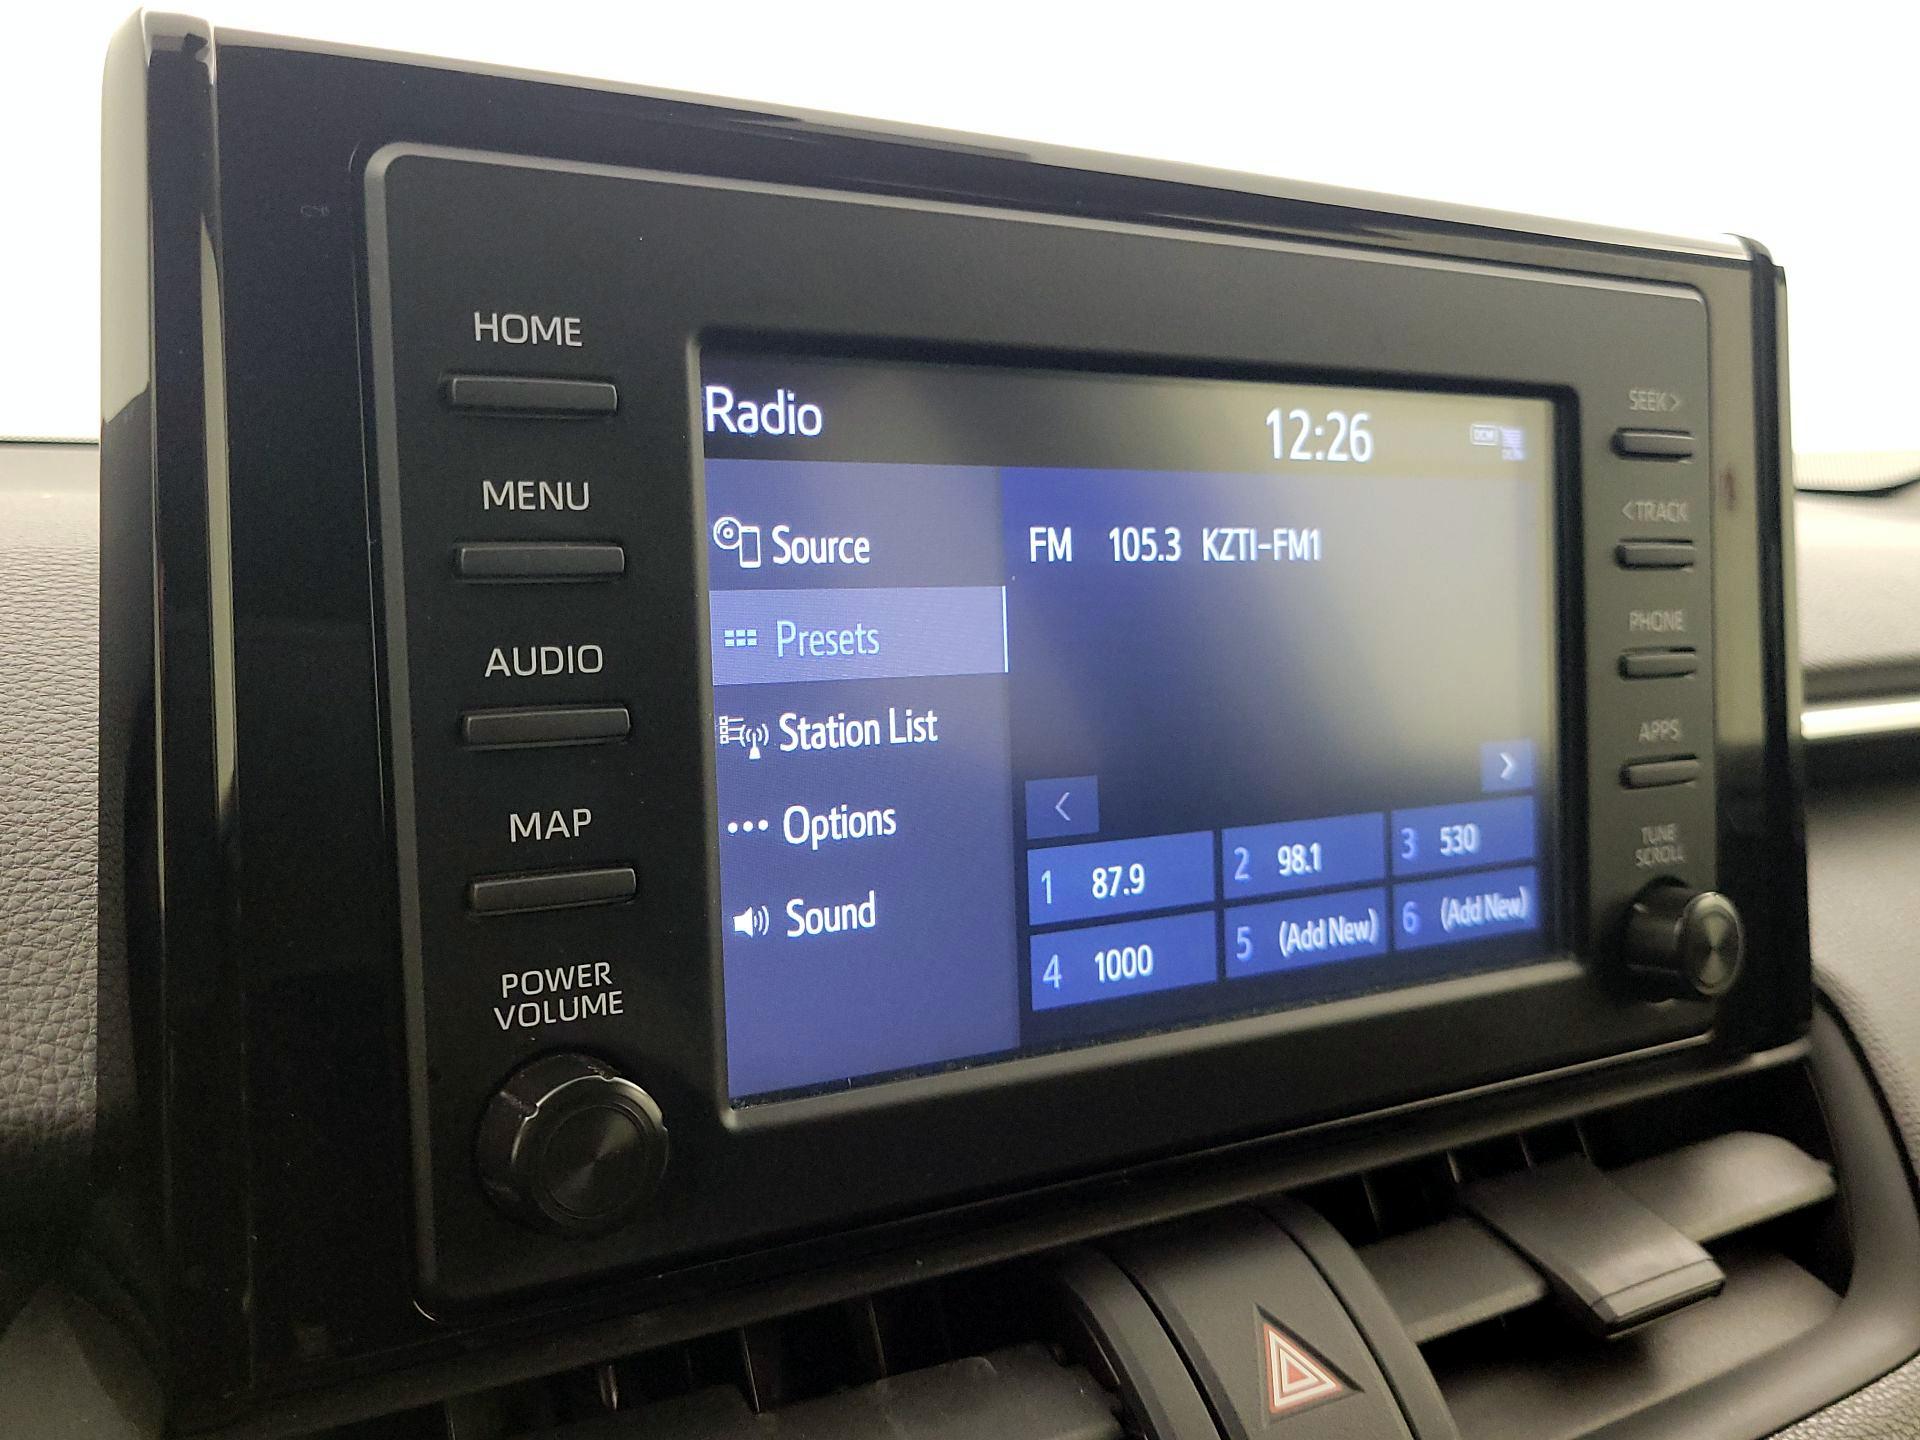 HOME
MENU
AUDIO
MAP
POWER
VOLUME
Radio
12:26
DCM
Source
Presets
Station List
Options
Sound
FM 105.3 KZTI-FM1
<
>
1 87.9
2 98.1
3 530
4 1000
5 (Add New)
6 (Add New)
SEEK>
<TRACK
PHONE
APPS
TUNE
SCROLL